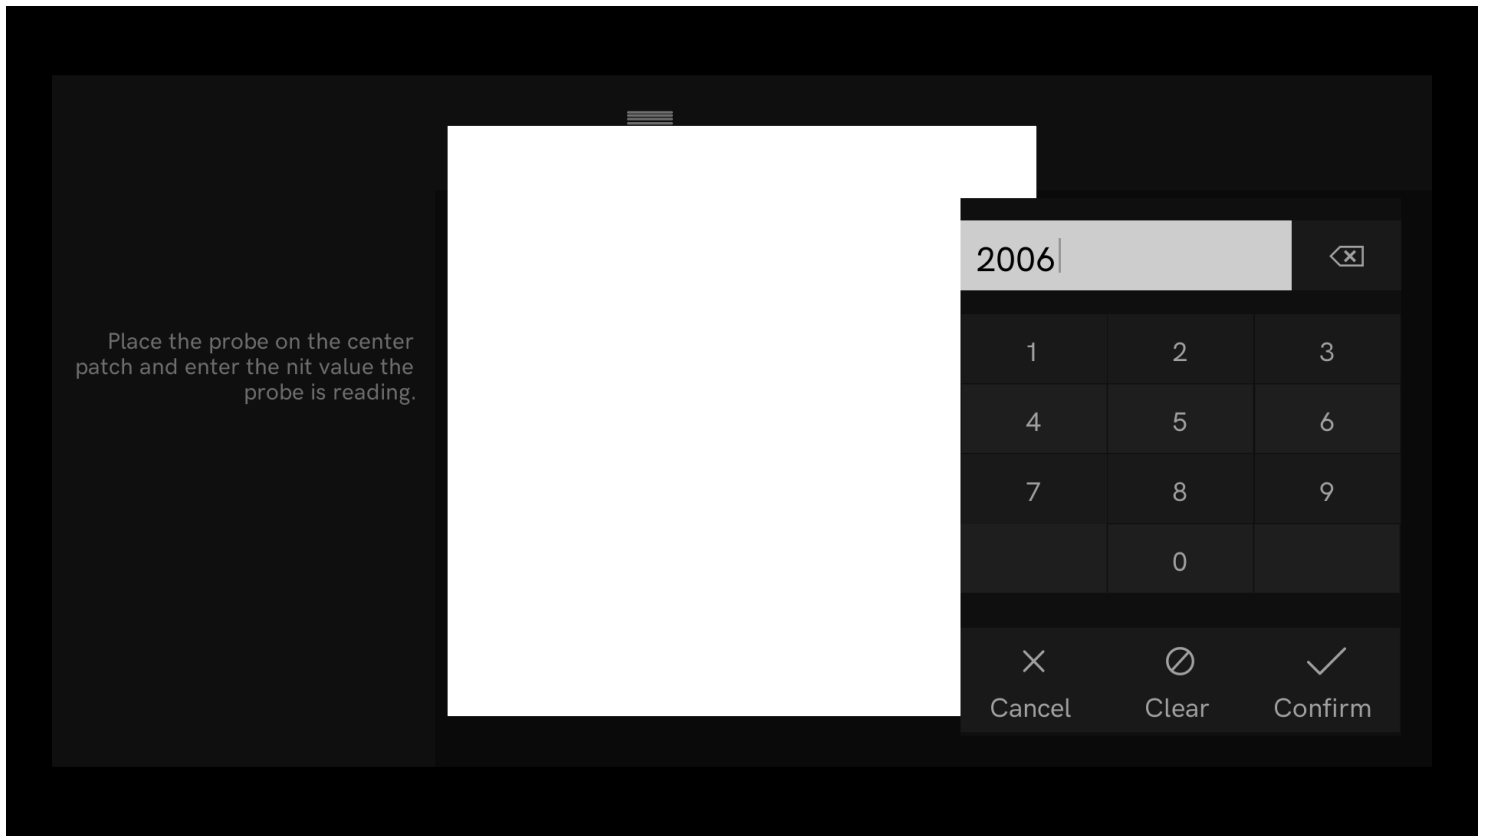 Place the probe on the center
patch and enter the nit value the
probe is reading.
2006
1 2 3
4 5 6
7 8 9
0
Cancel Clear Confirm